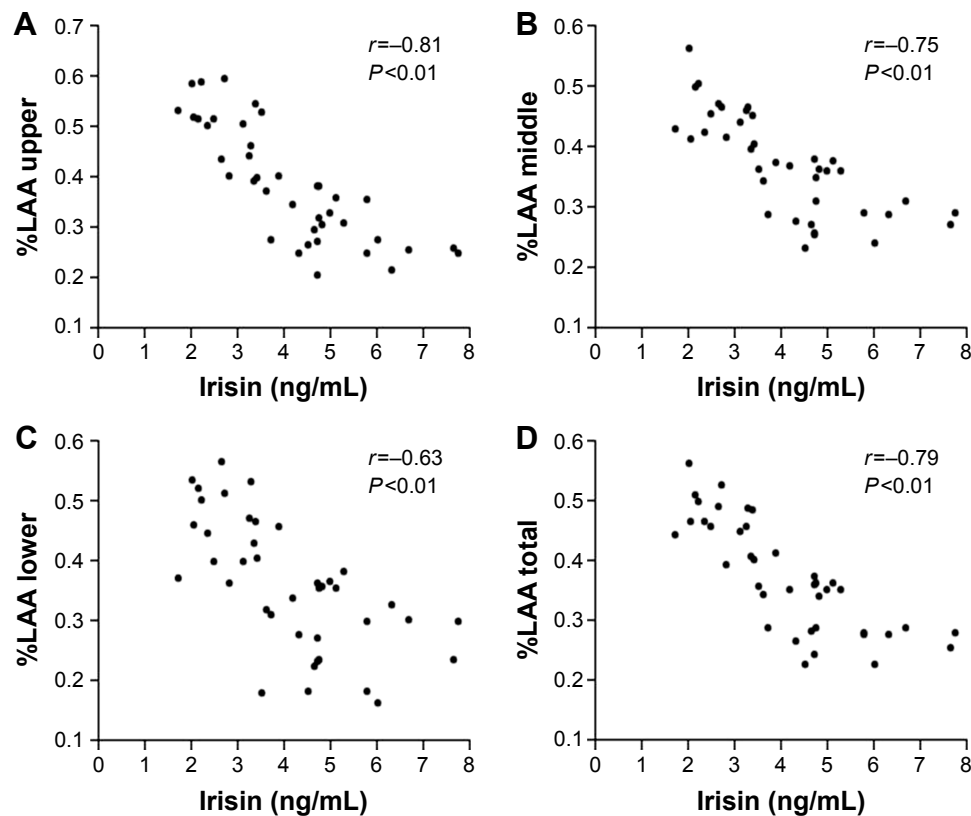 A
%LAA upper
0.7
0.6
0.5
0.4
0.3
0.2
0.1
r=–0.81
P<0.01
0 1 2 3 4 5 6 7 8
Irisin (ng/mL)
B
%LAA middle
0.6
0.5
0.4
0.3
0.2
0.1
r=–0.75
P<0.01
0 1 2 3 4 5 6 7 8
Irisin (ng/mL)
C
%LAA lower
0.6
0.5
0.4
0.3
0.2
0.1
r=–0.63
P<0.01
0 1 2 3 4 5 6 7 8
Irisin (ng/mL)
D
%LAA total
0.6
0.5
0.4
0.3
0.2
0.1
r=–0.79
P<0.01
0 1 2 3 4 5 6 7 8
Irisin (ng/mL)